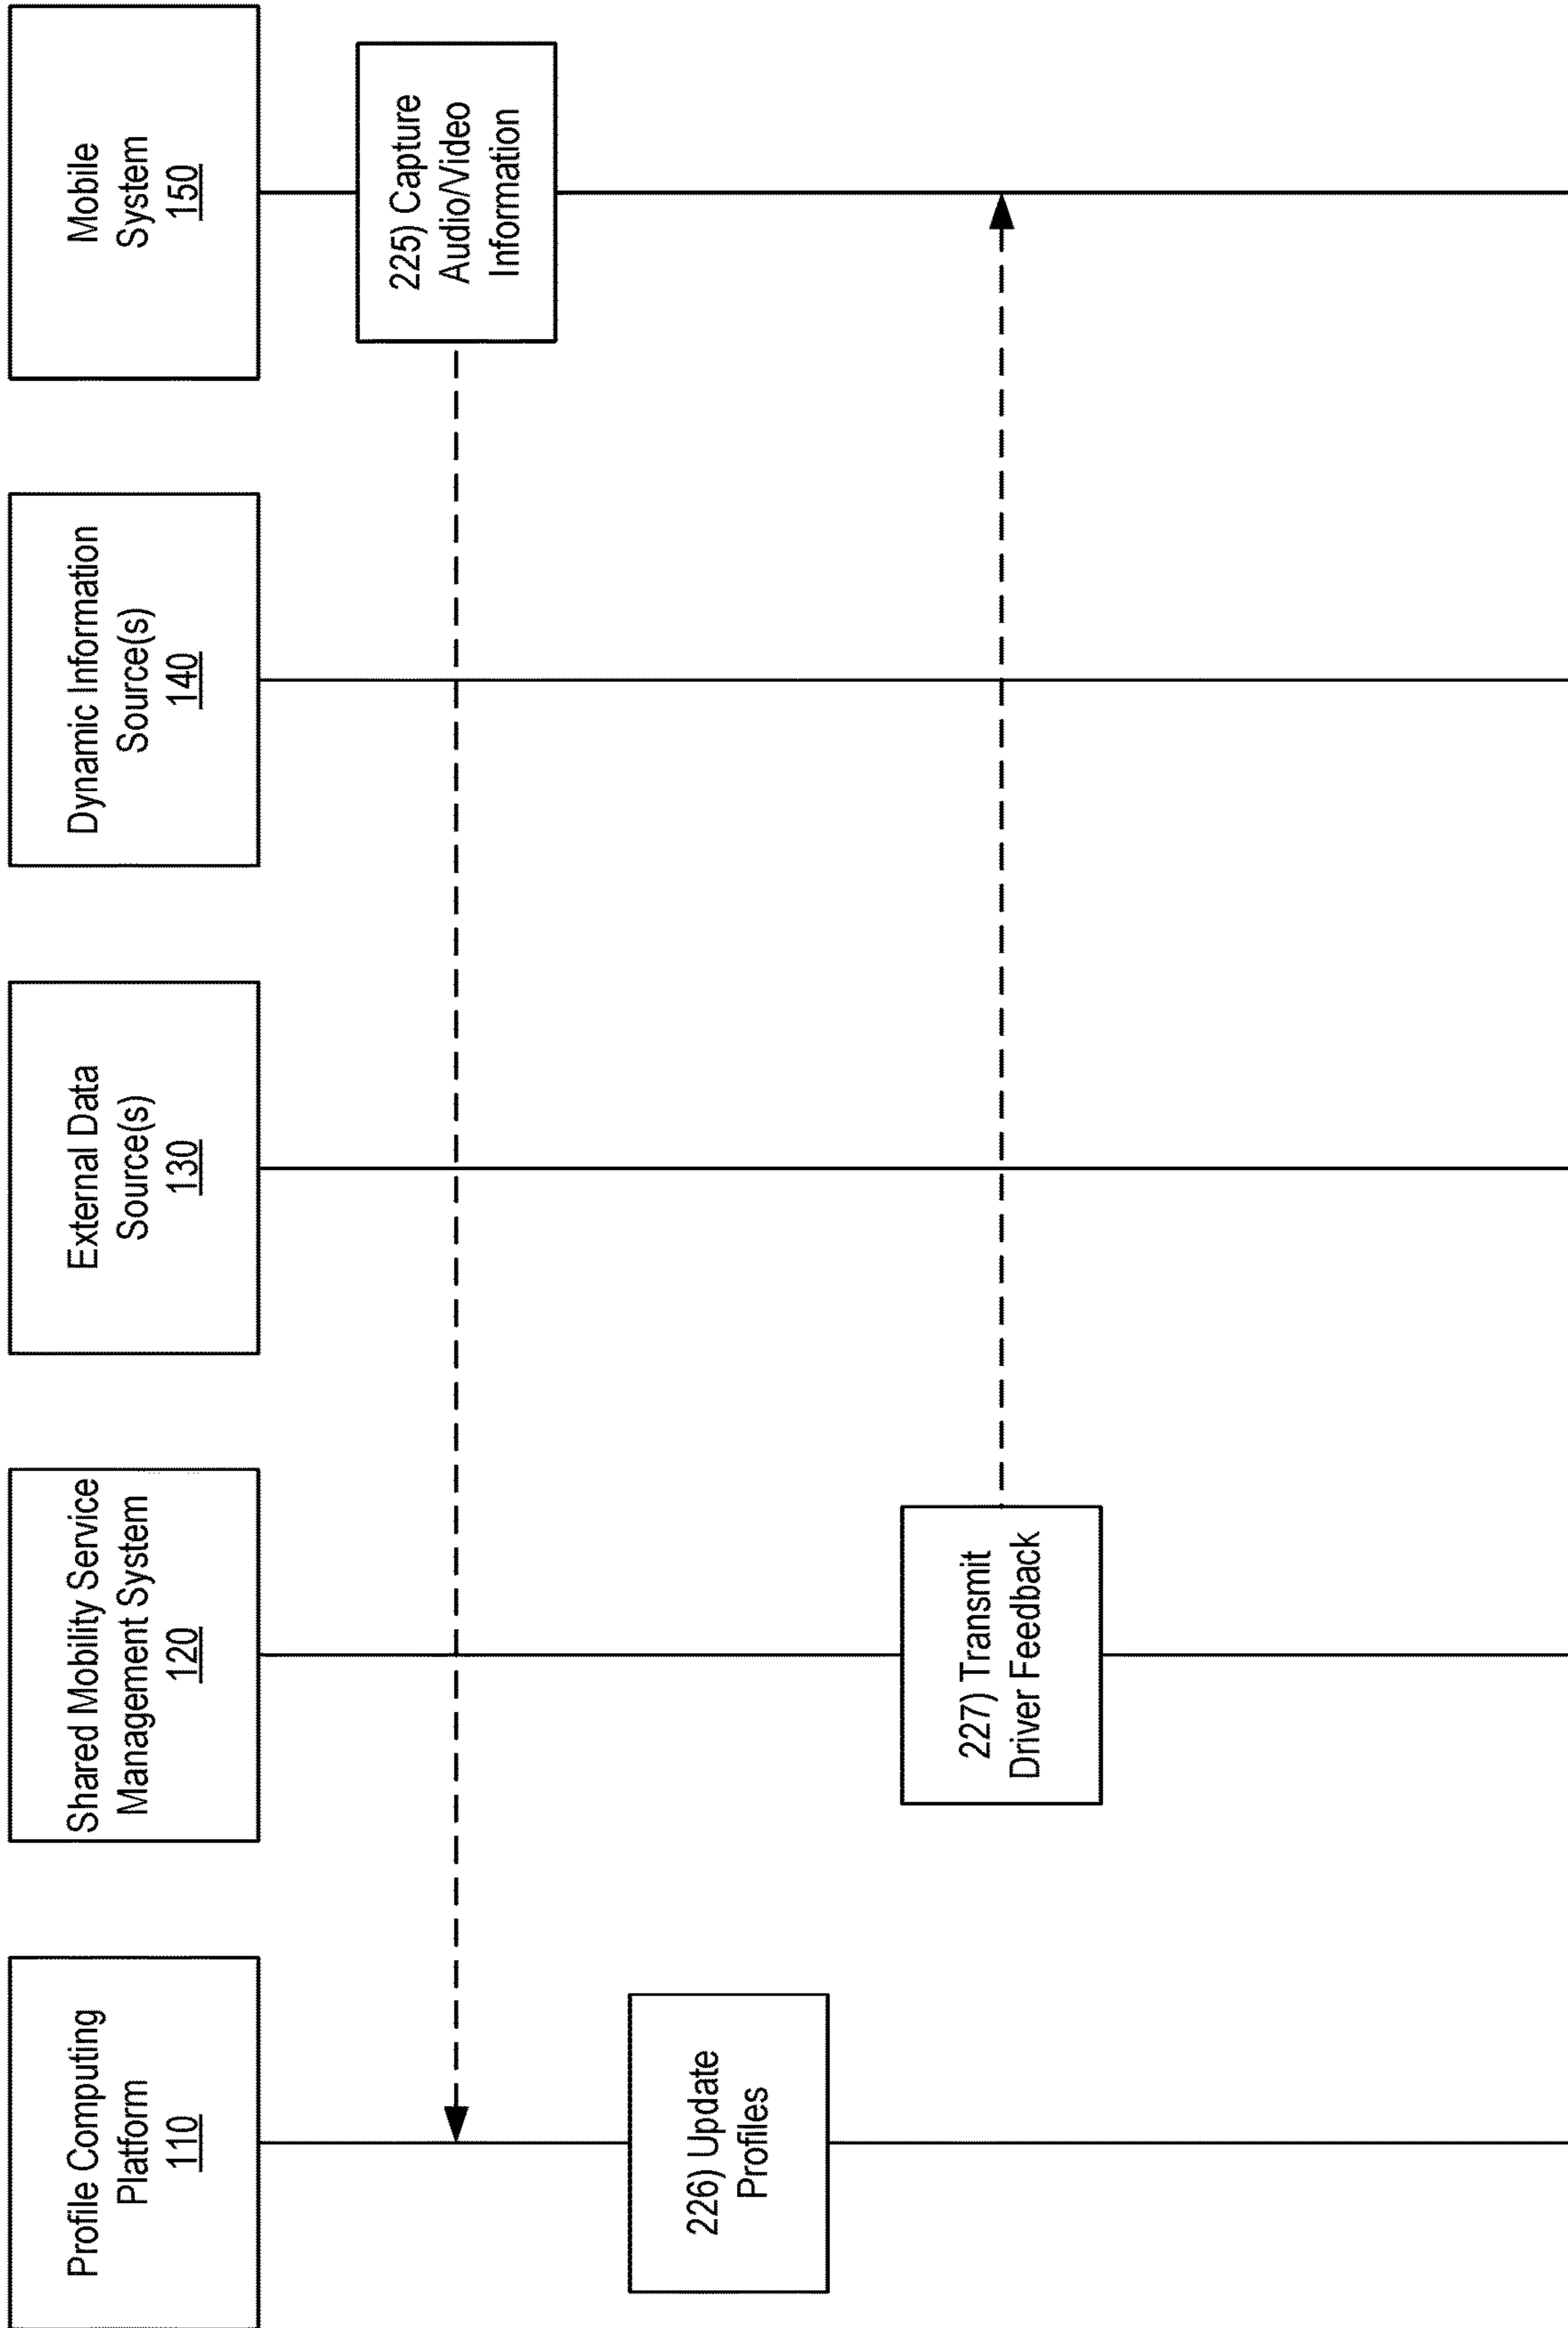 Profile Computing
Platform
110
Shared Mobility Service
Management System
120
External Data
Source(s)
130
Dynamic Information
Source(s)
140
Mobile
System
150
225) Capture
Audio/Video
Information
226) Update
Profiles
227) Transmit
Driver Feedback